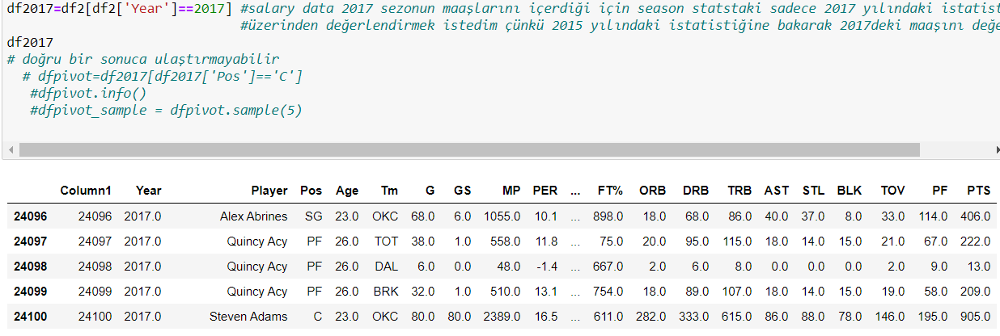 df2017=df2[df2['Year']==2017] #salary data 2017 sezonun maaşlarını içerdiği için season statstaki sadece 2017 yılındaki
#üzerinden değerlendirmek istedim çünkü 2015 yılındaki istatistiğine bakarak 2017deki maaşını
df2017
# doğru bir sonuca ulaştırmayabilir
# dfpivot=df2017[df2017['Pos']=='C']
#dfpivot.info()
#dfpivot_sample = dfpivot.sample(5)
Column1 Year Player Pos Age Tm G GS MP PER ... FT% ORB DRB TRB AST STL BLK TOV PF PTS
24096 24096 2017.0 Alex Abrines SG 23.0 OKC 68.0 6.0 1055.0 10.1 ... 898.0 18.0 68.0 86.0 40.0 37.0 8.0 33.0 114.0 406.0
24097 24097 2017.0 Quincy Acy PF 26.0 TOT 38.0 1.0 558.0 11.8 ... 75.0 20.0 95.0 115.0 18.0 14.0 15.0 21.0 67.0 222.0
24098 24098 2017.0 Quincy Acy PF 26.0 DAL 6.0 0.0 48.0 -1.4 ... 667.0 2.0 6.0 8.0 0.0 0.0 0.0 2.0 9.0 13.0
24099 24099 2017.0 Quincy Acy PF 26.0 BRK 32.0 1.0 510.0 13.1 ... 754.0 18.0 89.0 107.0 18.0 14.0 15.0 19.0 58.0 209.0
24100 24100 2017.0 Steven Adams C 23.0 OKC 80.0 80.0 2389.0 16.5 ... 611.0 282.0 333.0 615.0 86.0 88.0 78.0 146.0 195.0 905.0